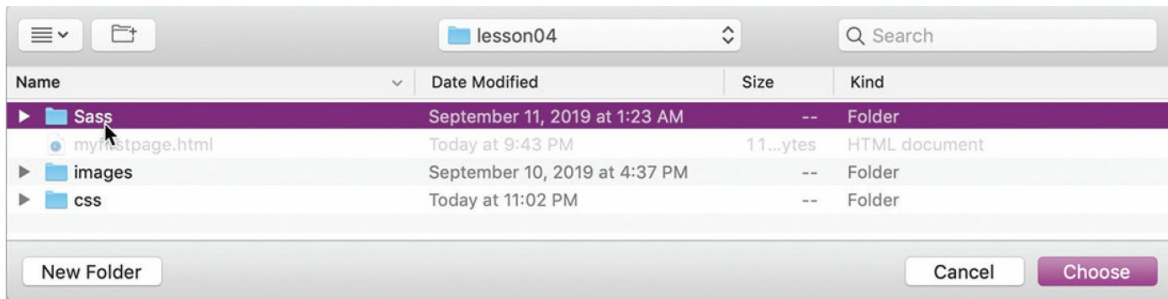 lesson04 Search
Name Date Modified Size Kind
Sass September 11, 2019 at 1:23 AM -- Folder
myfirstpage.html Today at 9:43 PM 11...ytes HTML document
images September 10, 2019 at 4:37 PM -- Folder
css Today at 11:02 PM -- Folder
New Folder Cancel Choose